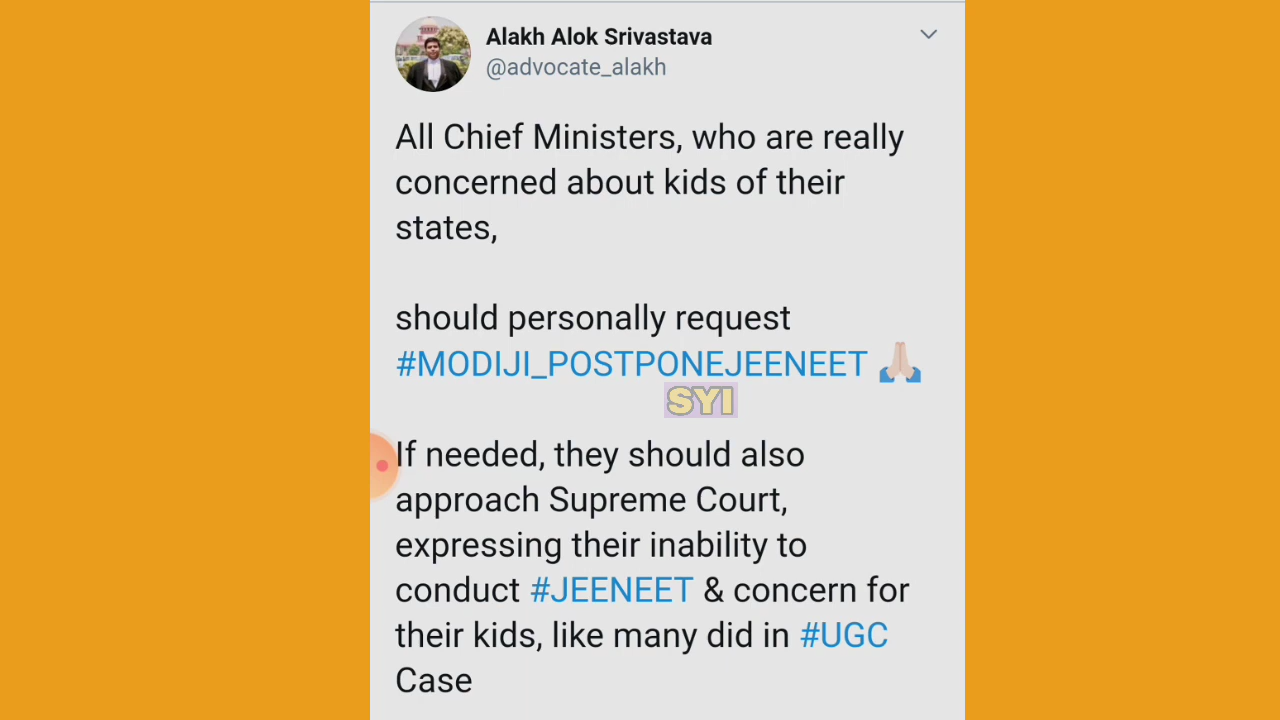 Alakh Alok Srivastava
@advocate_alakh
All Chief Ministers, who are really
concerned about kids of their
states,
should personally request
#MODIJI_POSTPONEJEENEET 🙏🏻
SYI
If needed, they should also
approach Supreme Court,
expressing their inability to
conduct #JEENEET & concern for
their kids, like many did in #UGC
Case